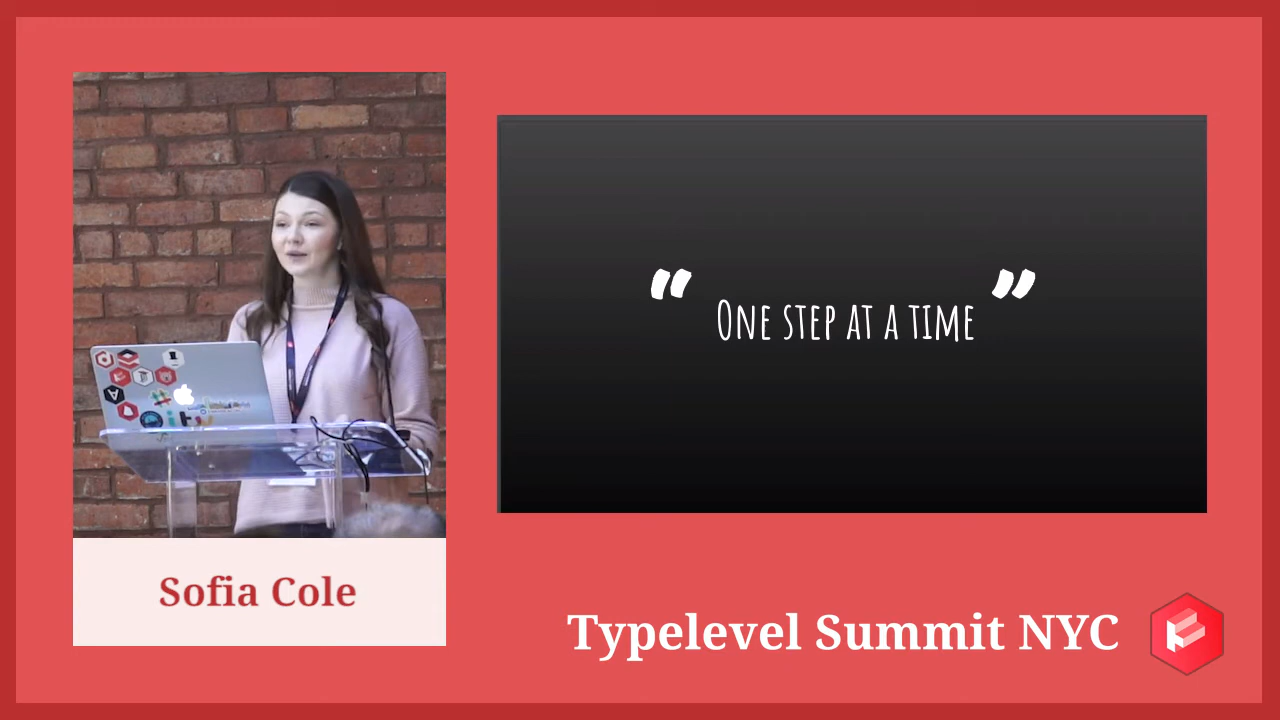 “ One step at a time ”
Sofia Cole
Typelevel Summit NYC